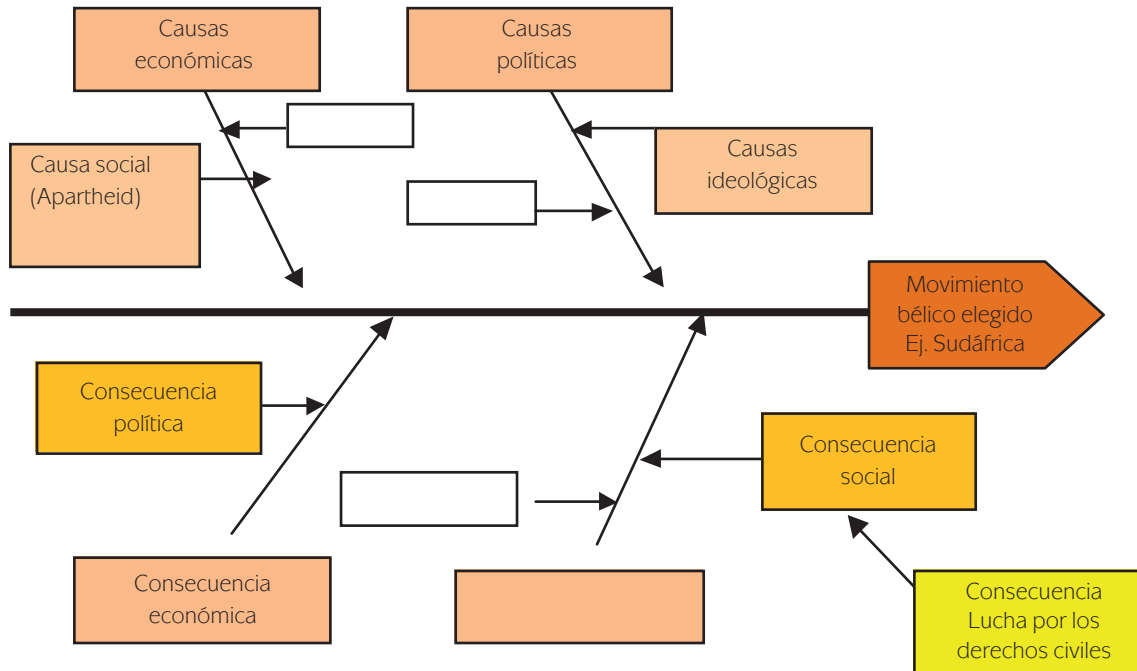 Causas
económicas
Causas
políticas
Causa social
(Apartheid)
Causas
ideológicas
Movimiento
bélico elegido
Ej. Sudáfrica
Consecuencia
política
Consecuencia
social
Consecuencia
económica
Consecuencia
Lucha por los
derechos civiles